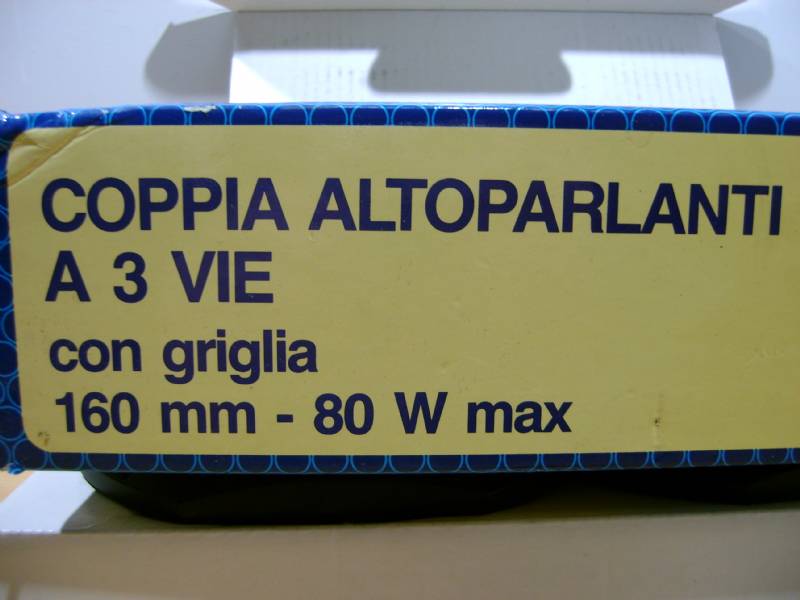 COPPIA ALTOPARLANTI
A 3 VIE
con griglia
160 mm - 80 W max